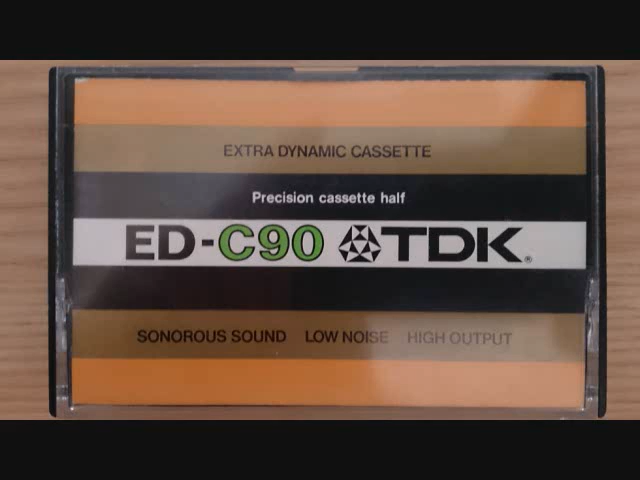 EXTRA DYNAMIC CASSETTE
Precision cassette half
ED-C90 TDK®
SONOROUS SOUND LOW NOISE HIGH OUTPUT